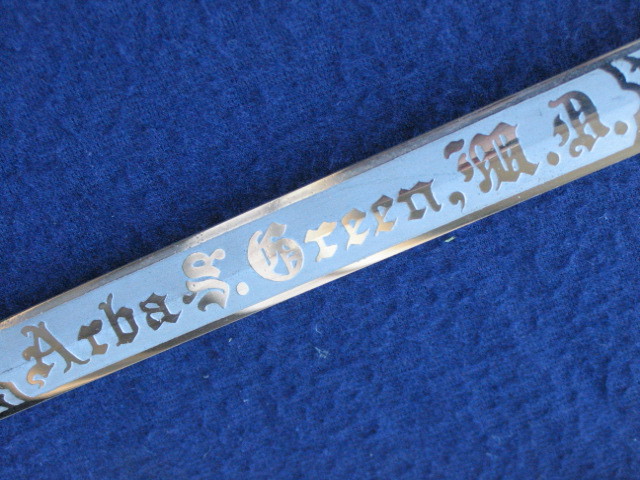 Arba S. Green, M.D.